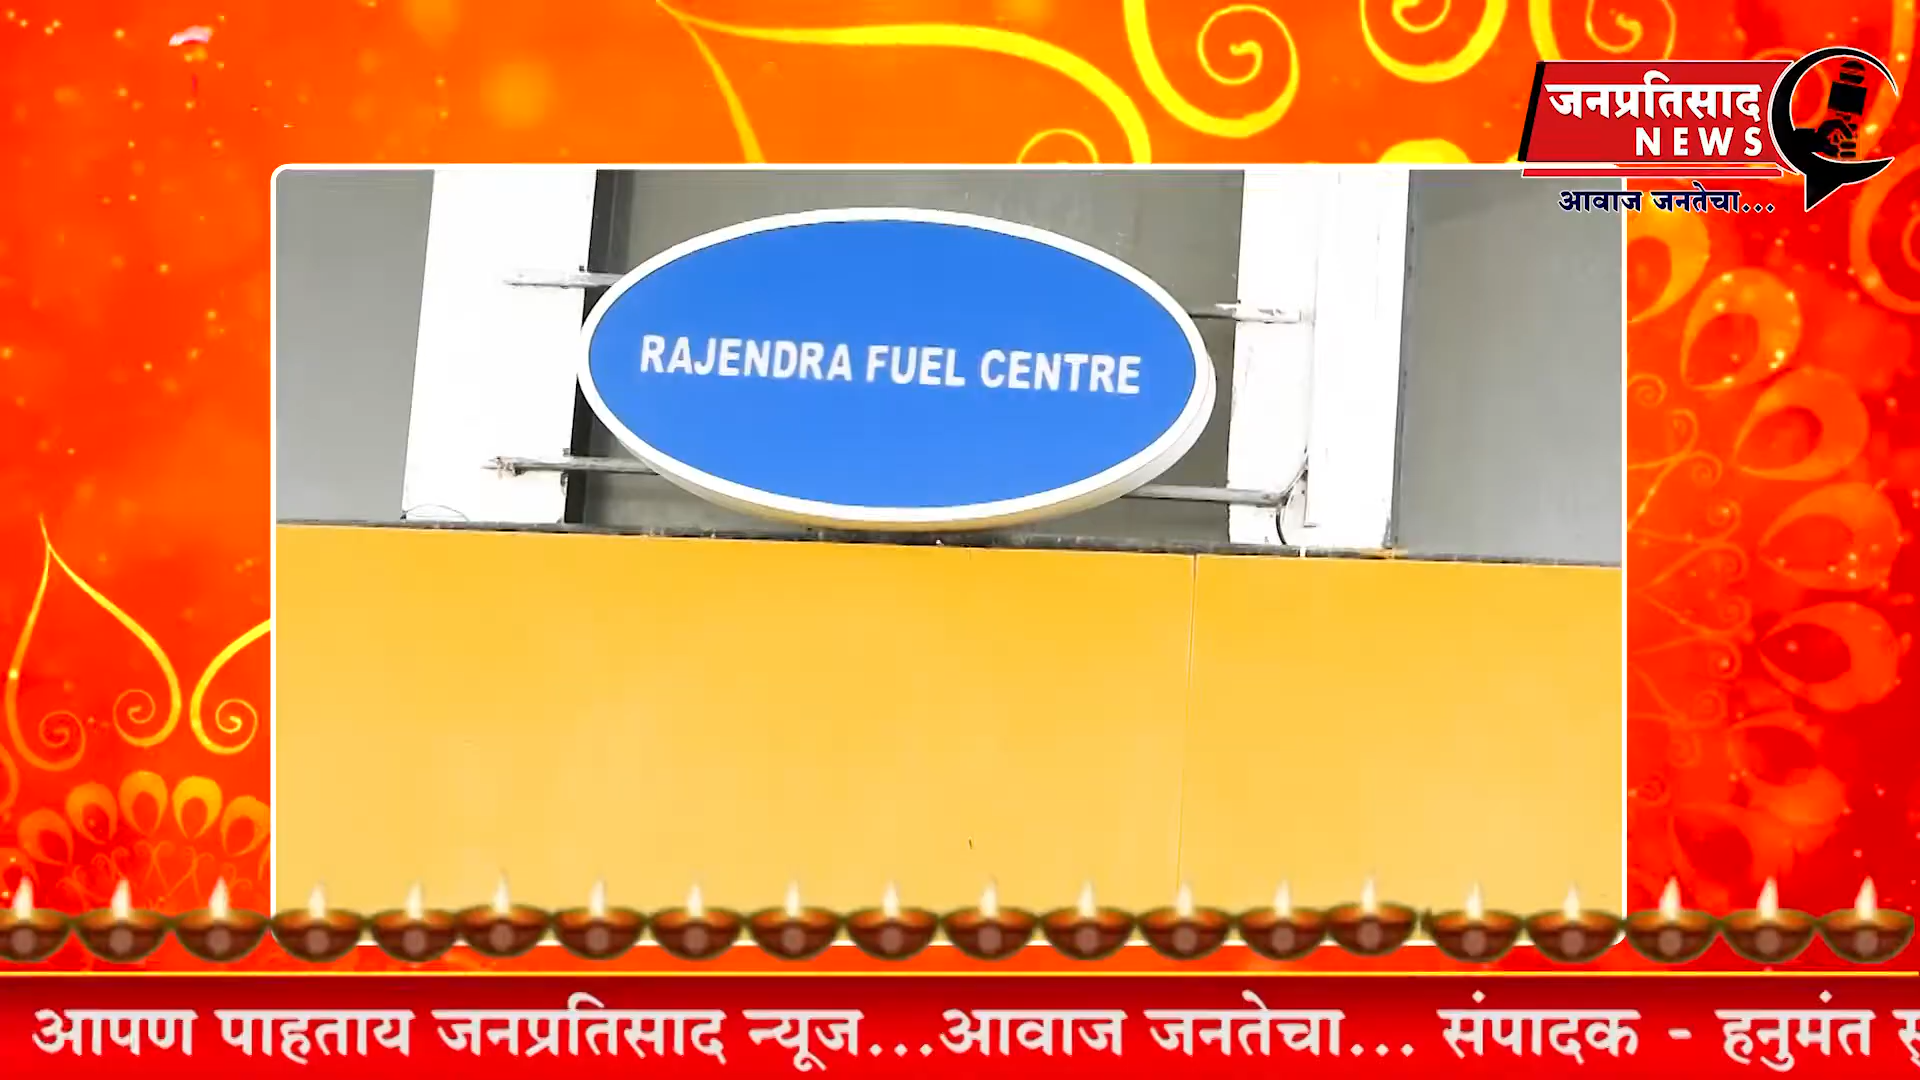 जनप्रतिसाद
NEWS
आवाज जनतेचा...
RAJENDRA FUEL CENTRE
आपण पाहताय जनप्रतिसाद न्यूज...आवाज जनतेचा... संपादक - हनुमंत